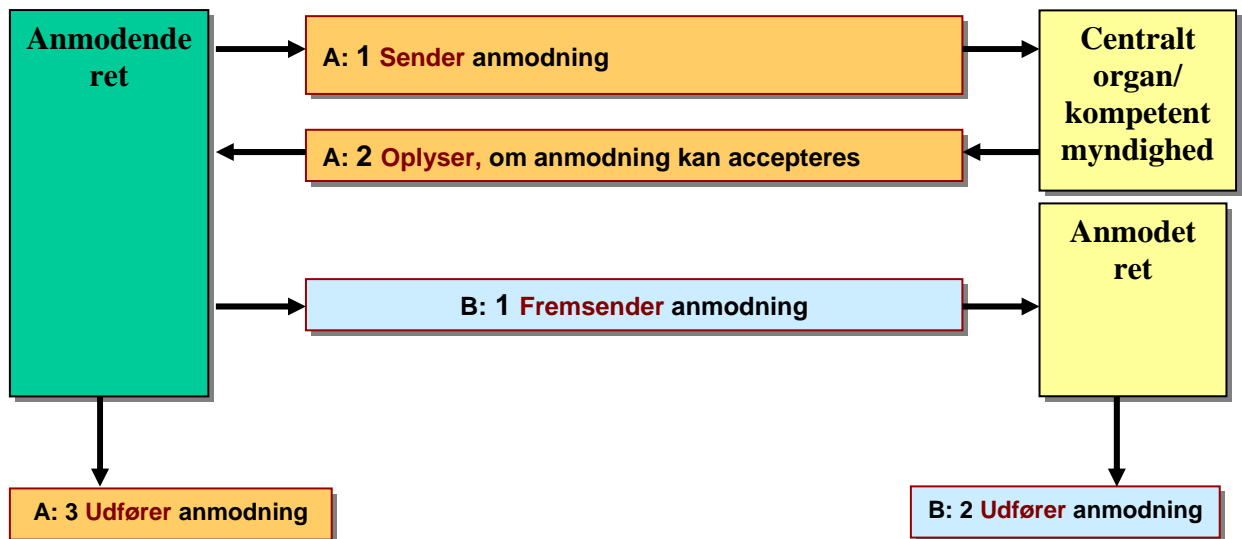 Anmodende
ret
A: 1 Sender anmodning
Centralt
organ/
kompetent
myndighed
A: 2 Oplyser, om anmodning kan accepteres
Anmodet
ret
B: 1 Fremsender anmodning
A: 3 Udfører anmodning
B: 2 Udfører anmodning